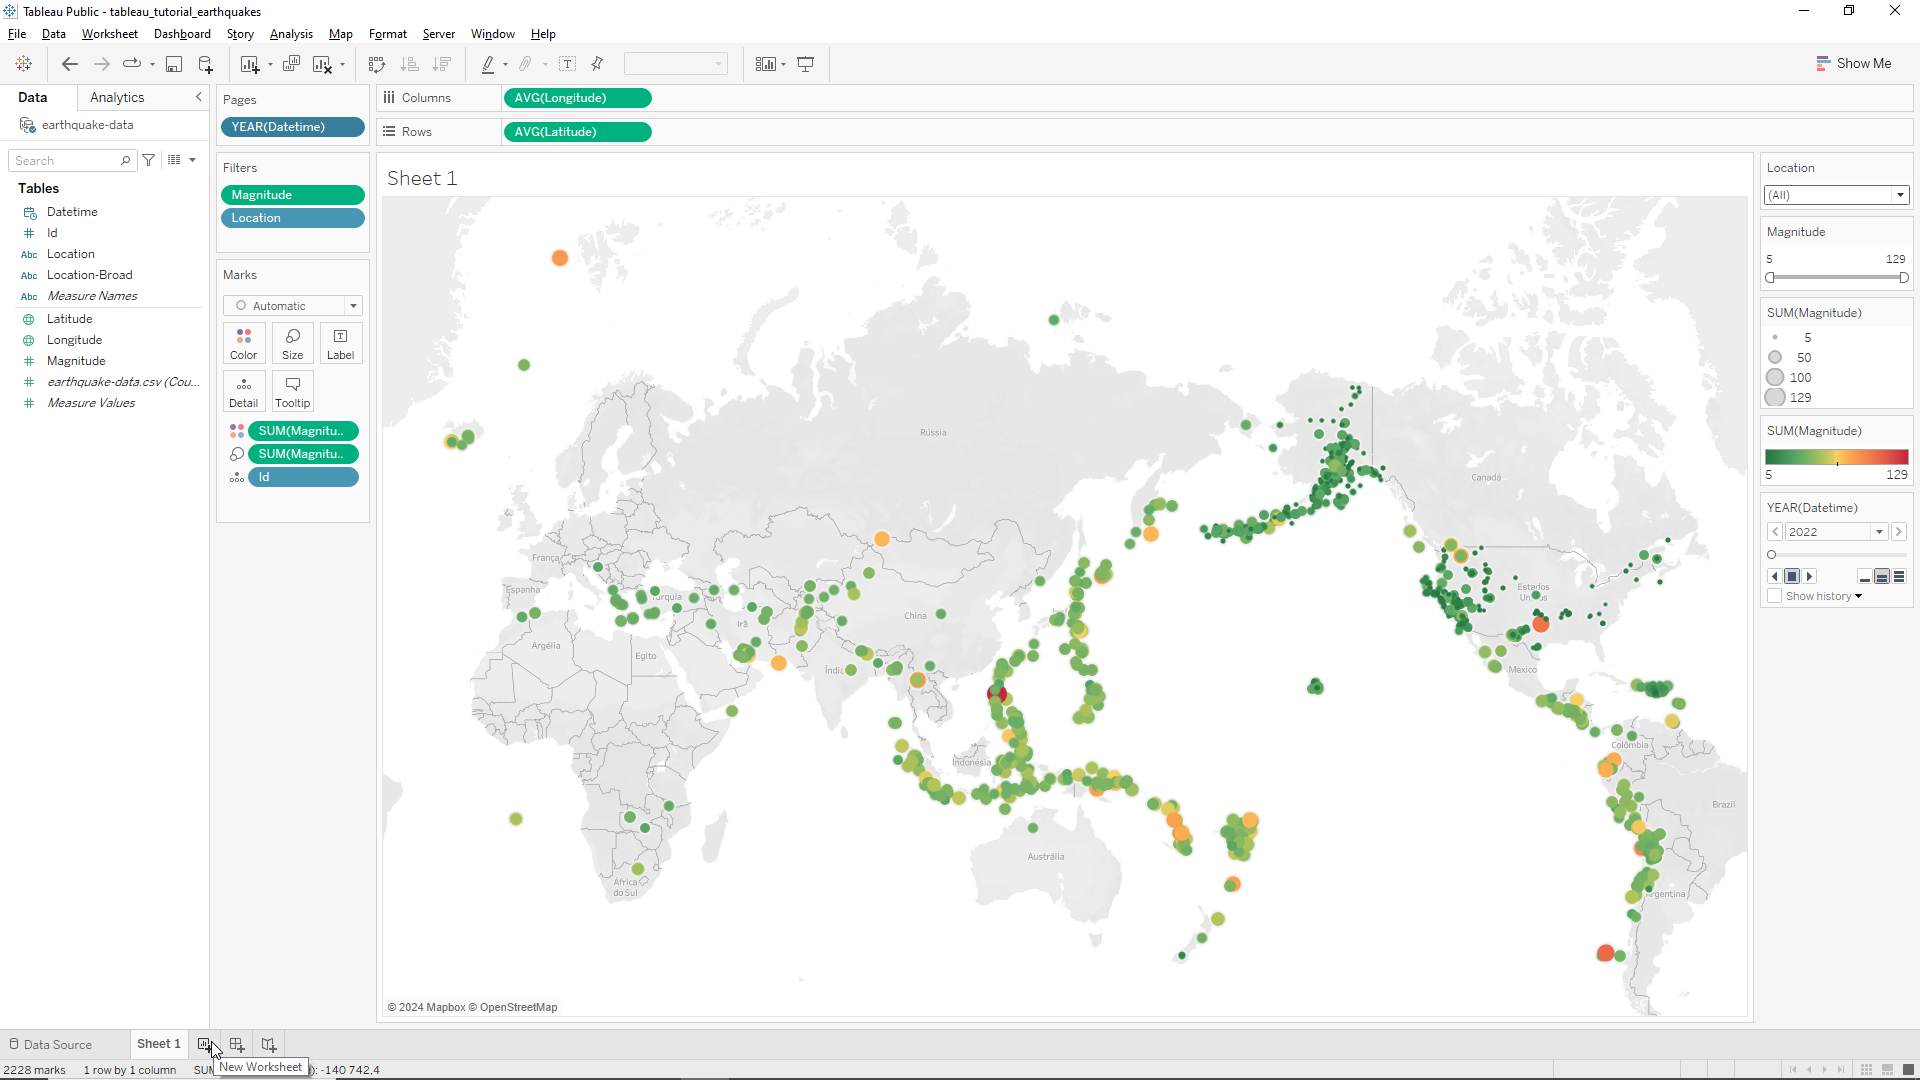 Tableau Public - tableau_tutorial_earthquakes
File Data Worksheet Dashboard Story Analysis Map Format Server Window Help
Show Me
Data Analytics
earthquake-data
Search
Tables
Datetime
Id
Location
Location-Broad
Measure Names
Latitude
Longitude
Magnitude
earthquake-data.csv (Cou...
Measure Values
Abc
Abc
Abc
Pages
YEAR(Datetime)
Filters
Magnitude
Location
Marks
Automatic
Color Size Label
Detail Tooltip
SUM(Magnitu..
SUM(Magnitu..
Id
Columns AVG(Longitude)
Rows AVG(Latitude)
Sheet 1
Rússia
Canadá
França
Espanha
Estados
Argélia
Egito
Irã
China
México
Indonésia
Colômbia
Brazil
Austrália
África
do Sul
© 2024 Mapbox © OpenStreetMap
Location
(All)
Magnitude
5 129
SUM(Magnitude)
5
50
100
129
SUM(Magnitude)
5 129
YEAR(Datetime)
2022
Show history
Data Source Sheet 1
New Worksheet
2228 marks 1 row by 1 column -140 742,4